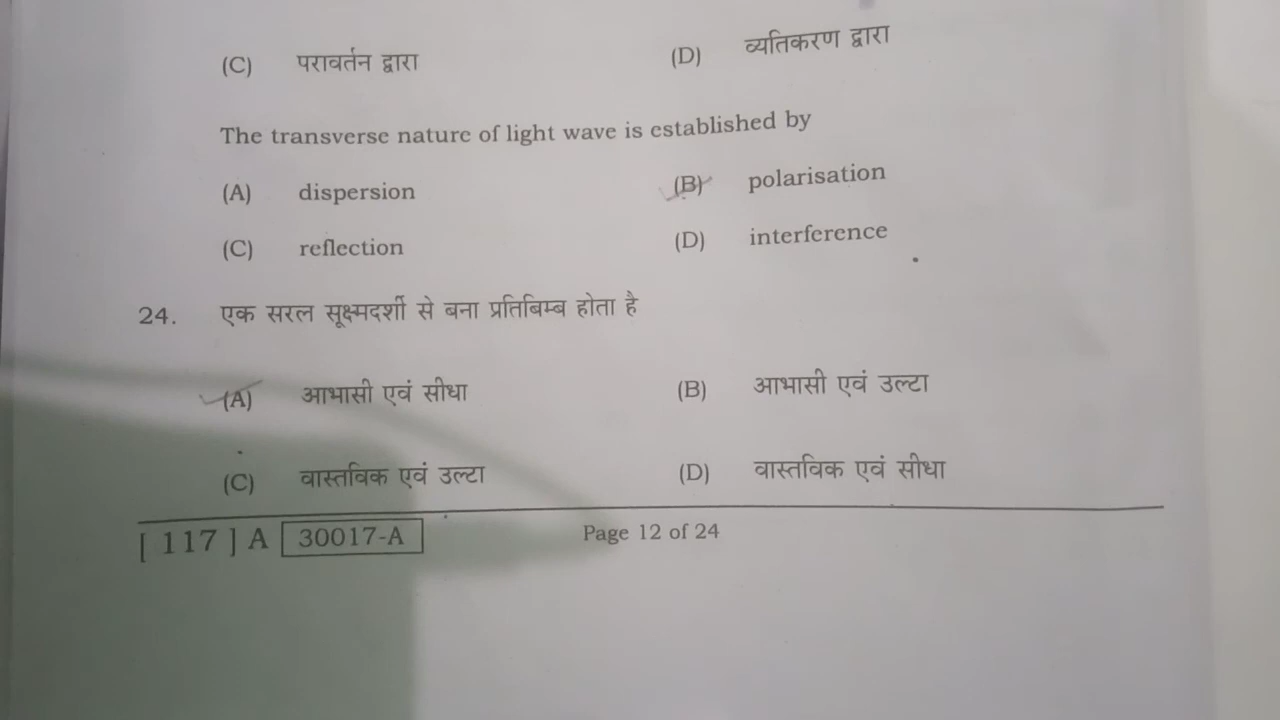 (C) परावर्तन द्वारा (D) व्यतिकरण द्वारा
The transverse nature of light wave is established by
(A) dispersion (B) polarisation
(C) reflection (D) interference
24. एक सरल सूक्ष्मदर्शी से बना प्रतिबिम्ब होता है
(A) आभासी एवं सीधा (B) आभासी एवं उल्टा
(C) वास्तविक एवं उल्टा (D) वास्तविक एवं सीधा
[ 117 ] A 30017-A Page 12 of 24